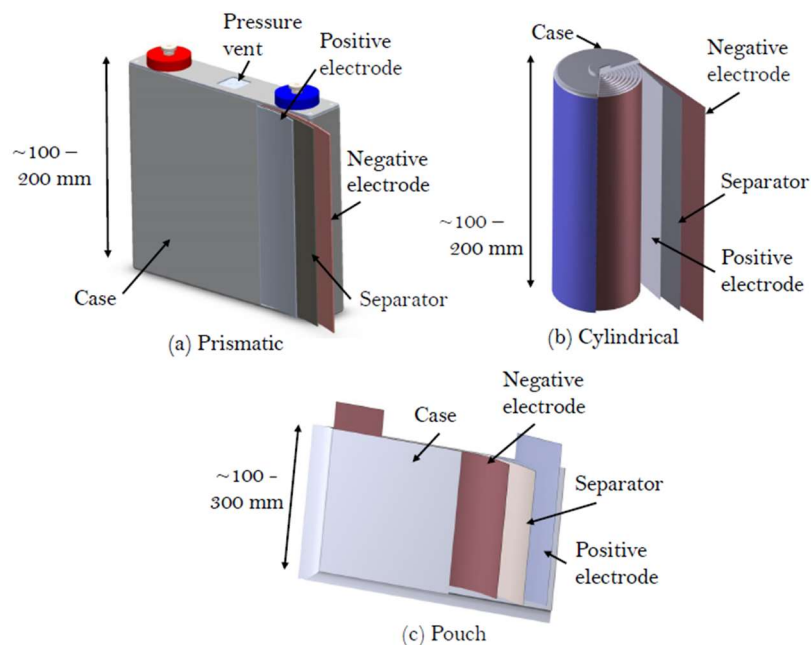 Pressure
vent
Positive
electrode
~100 –
200 mm
Negative
electrode
Case
Separator
(a) Prismatic
Case
Negative
electrode
~100 –
200 mm
Separator
Positive
electrode
(b) Cylindrical
Negative
electrode
Case
~100 -
300 mm
Separator
Positive
electrode
(c) Pouch